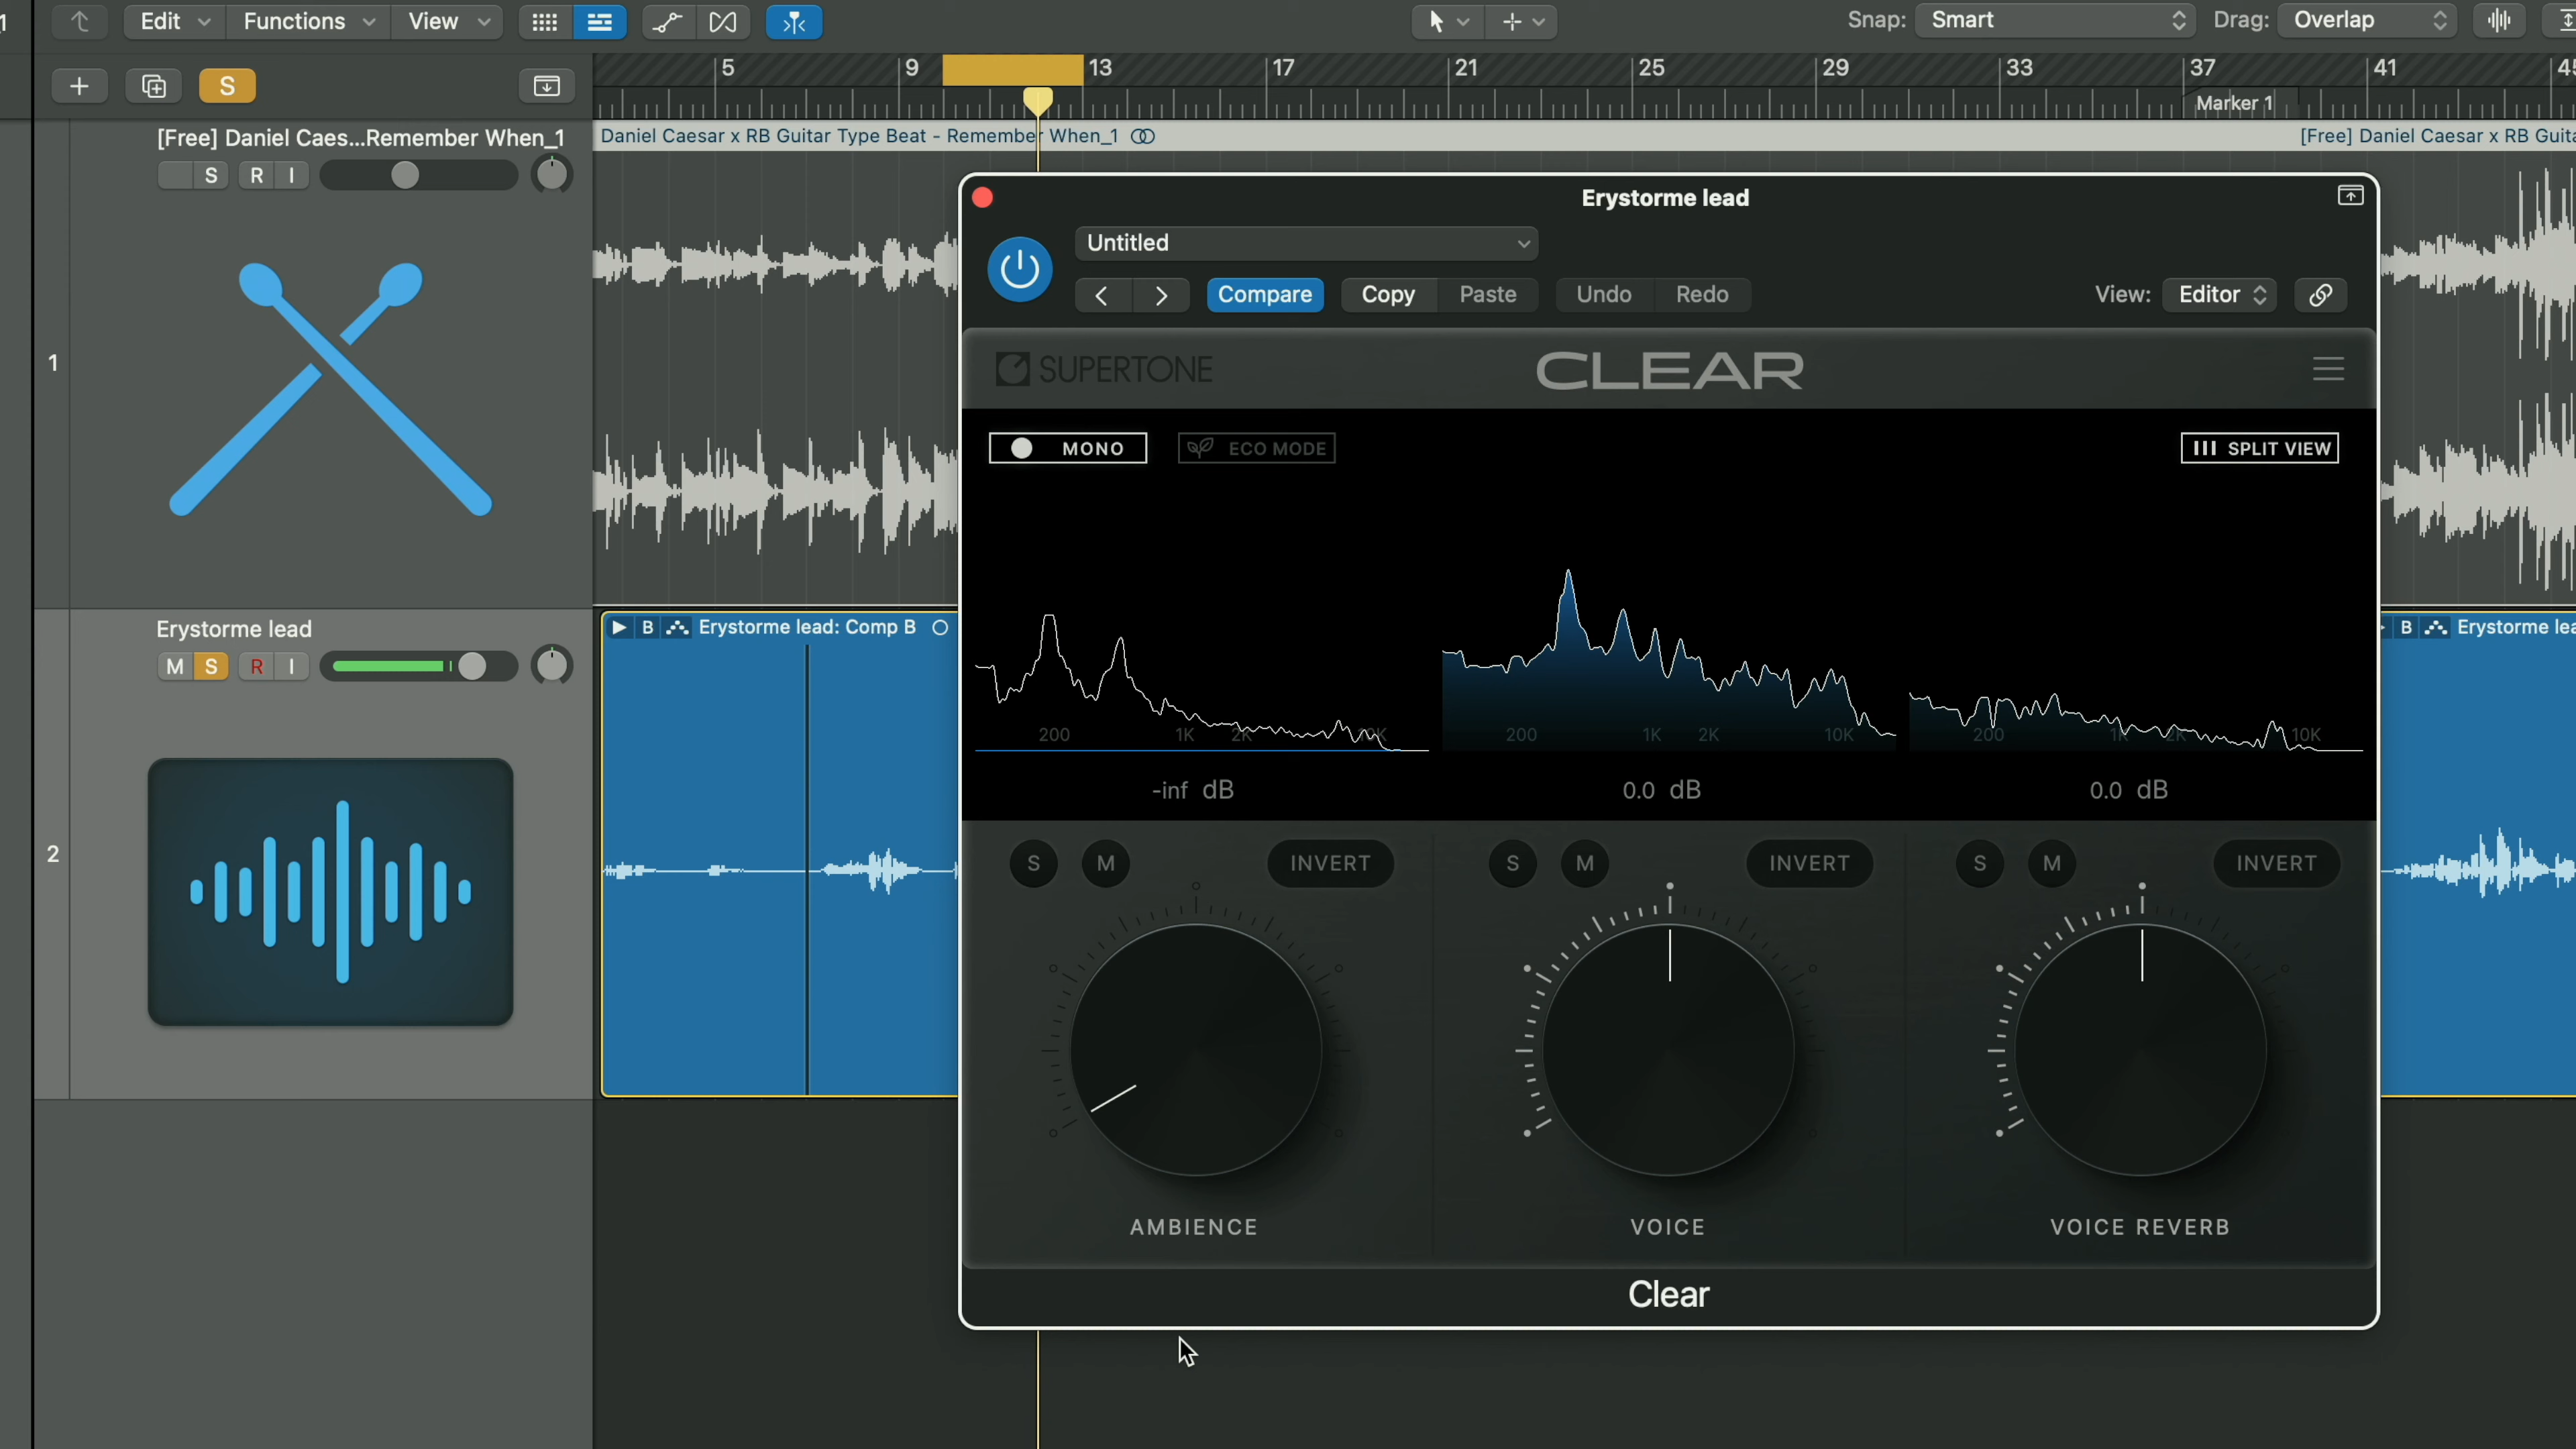 Edit Functions View Snap: Smart Drag: Overlap
S 5 9 13 17 21 25 29 33 37 41
Marker 1
[Free] Daniel Caes...Remember When_1 Daniel Caesar x RB Guitar Type Beat - Remember When_1 [Free] Daniel Caesar x RB Guita
S R I
Erystorme lead
Untitled
Compare Copy Paste Undo Redo View: Editor
SUPERTONE CLEAR
MONO ECO MODE SPLIT VIEW
1
Erystorme lead B Erystorme lead: Comp B B Erystorme lea
M S R I
200 1K 2K 10K 200 1K 2K 10K 200 1K 2K 10K
-inf dB 0.0 dB 0.0 dB
2
S M INVERT S M INVERT S M INVERT
AMBIENCE VOICE VOICE REVERB
Clear